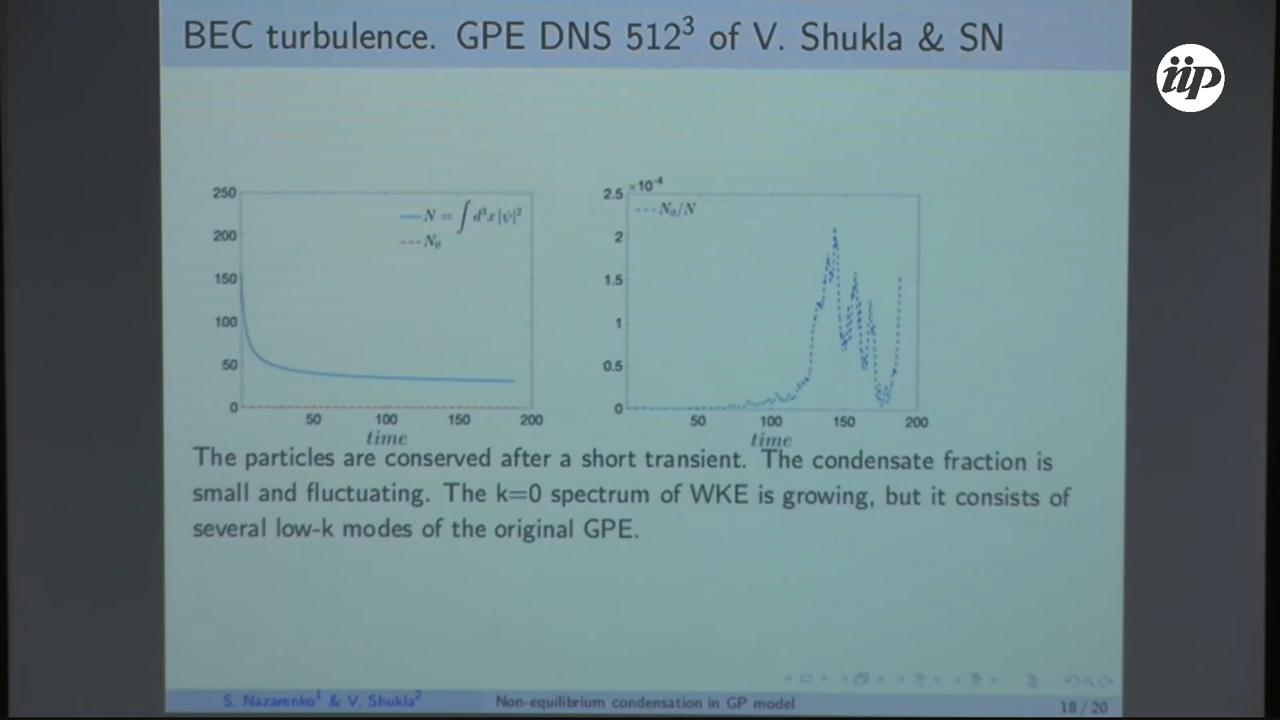 BEC turbulence. GPE DNS 512³ of V. Shukla & SN
iip
250
200
150
100
50
0
50 100 150 200
time
N = ∫ d³x|ψ|²
N₀
2.5 ×10⁻⁴
2
1.5
1
0.5
0
50 100 150 200
time
N₀/N
The particles are conserved after a short transient. The condensate fraction is
small and fluctuating. The k=0 spectrum of WKE is growing, but it consists of
several low-k modes of the original GPE.
S. Nazarenko¹ & V. Shukla² Non-equilibrium condensation in GP model 18 / 20